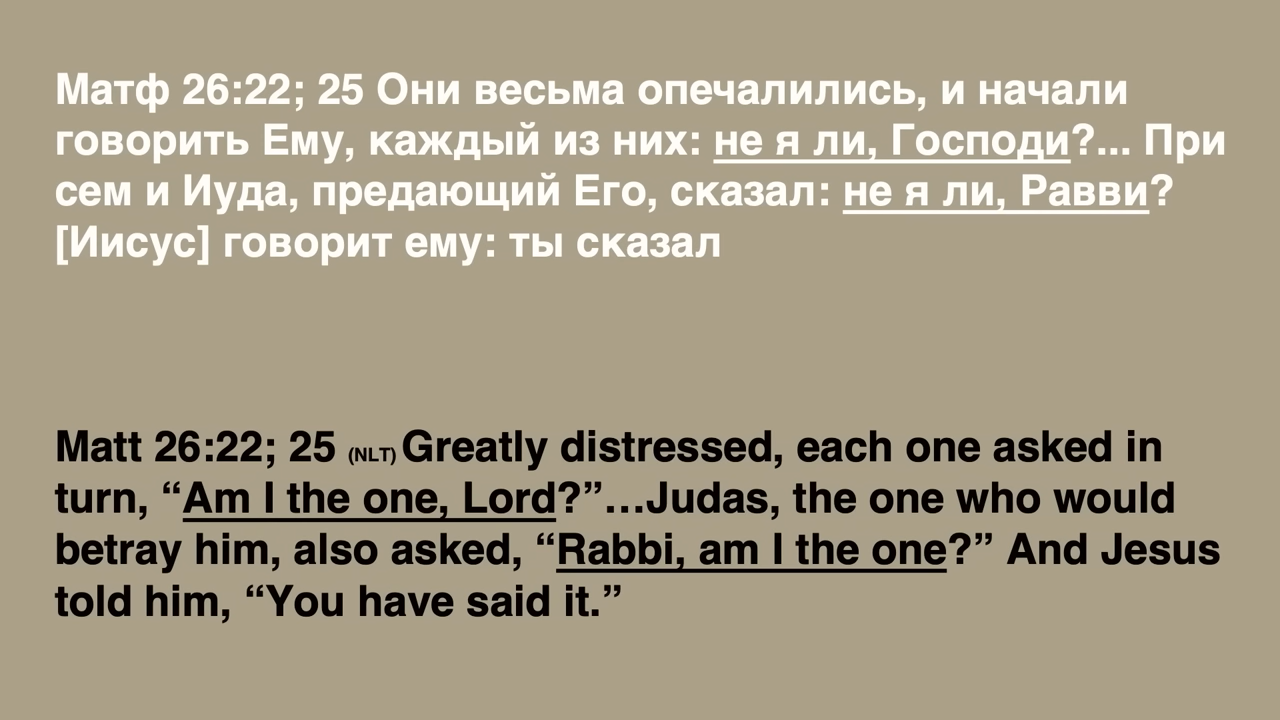 Матф 26:22; 25 Они весьма опечалились, и начали
говорить Ему, каждый из них: не я ли, Господи?... При
сем и Иуда, предающий Его, сказал: не я ли, Равви?
[Иисус] говорит ему: ты сказал
Matt 26:22; 25 (NLT) Greatly distressed, each one asked in
turn, “Am I the one, Lord?”…Judas, the one who would
betray him, also asked, “Rabbi, am I the one?” And Jesus
told him, “You have said it.”